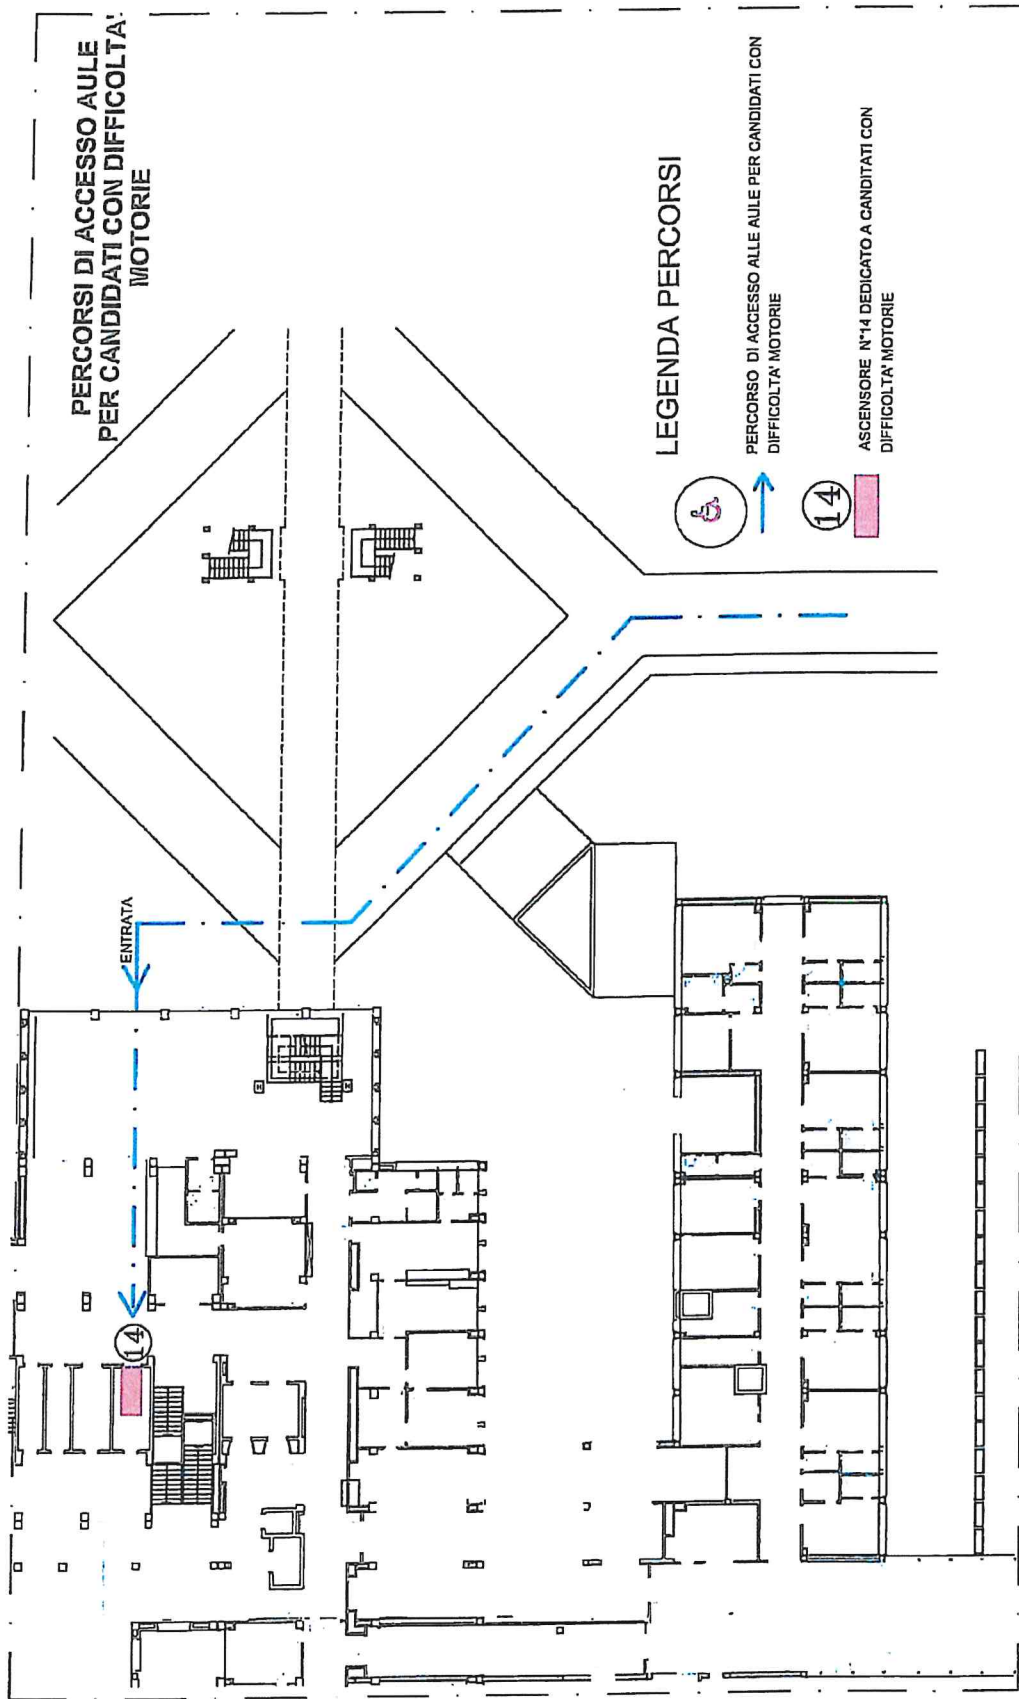 PERCORSI DI ACCESSO AULE
PER CANDIDATI CON DIFFICOLTA'
MOTORIE
ENTRATA
14
LEGENDA PERCORSI
PERCORSO DI ACCESSO ALLE AULE PER CANDIDATI CON
DIFFICOLTA' MOTORIE
14
ASCENSORE N°14 DEDICATO A CANDITATI CON
DIFFICOLTA' MOTORIE